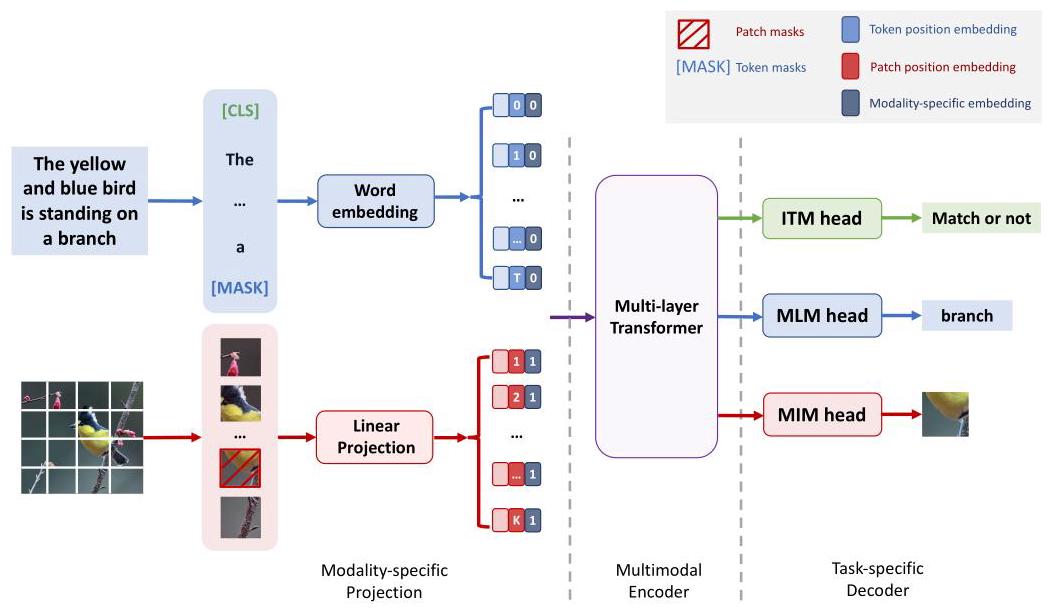 Patch masks
[MASK] Token masks
Token position embedding
Patch position embedding
Modality-specific embedding
The yellow
and blue bird
is standing on
a branch
[CLS]
The
...
a
[MASK]
Word
embedding
0 0
1 0
...
... 0
T 0
Linear
Projection
...
1 1
2 1
...
... 1
K 1
Multi-layer
Transformer
ITM head
Match or not
MLM head
branch
MIM head
Modality-specific
Projection
Multimodal
Encoder
Task-specific
Decoder